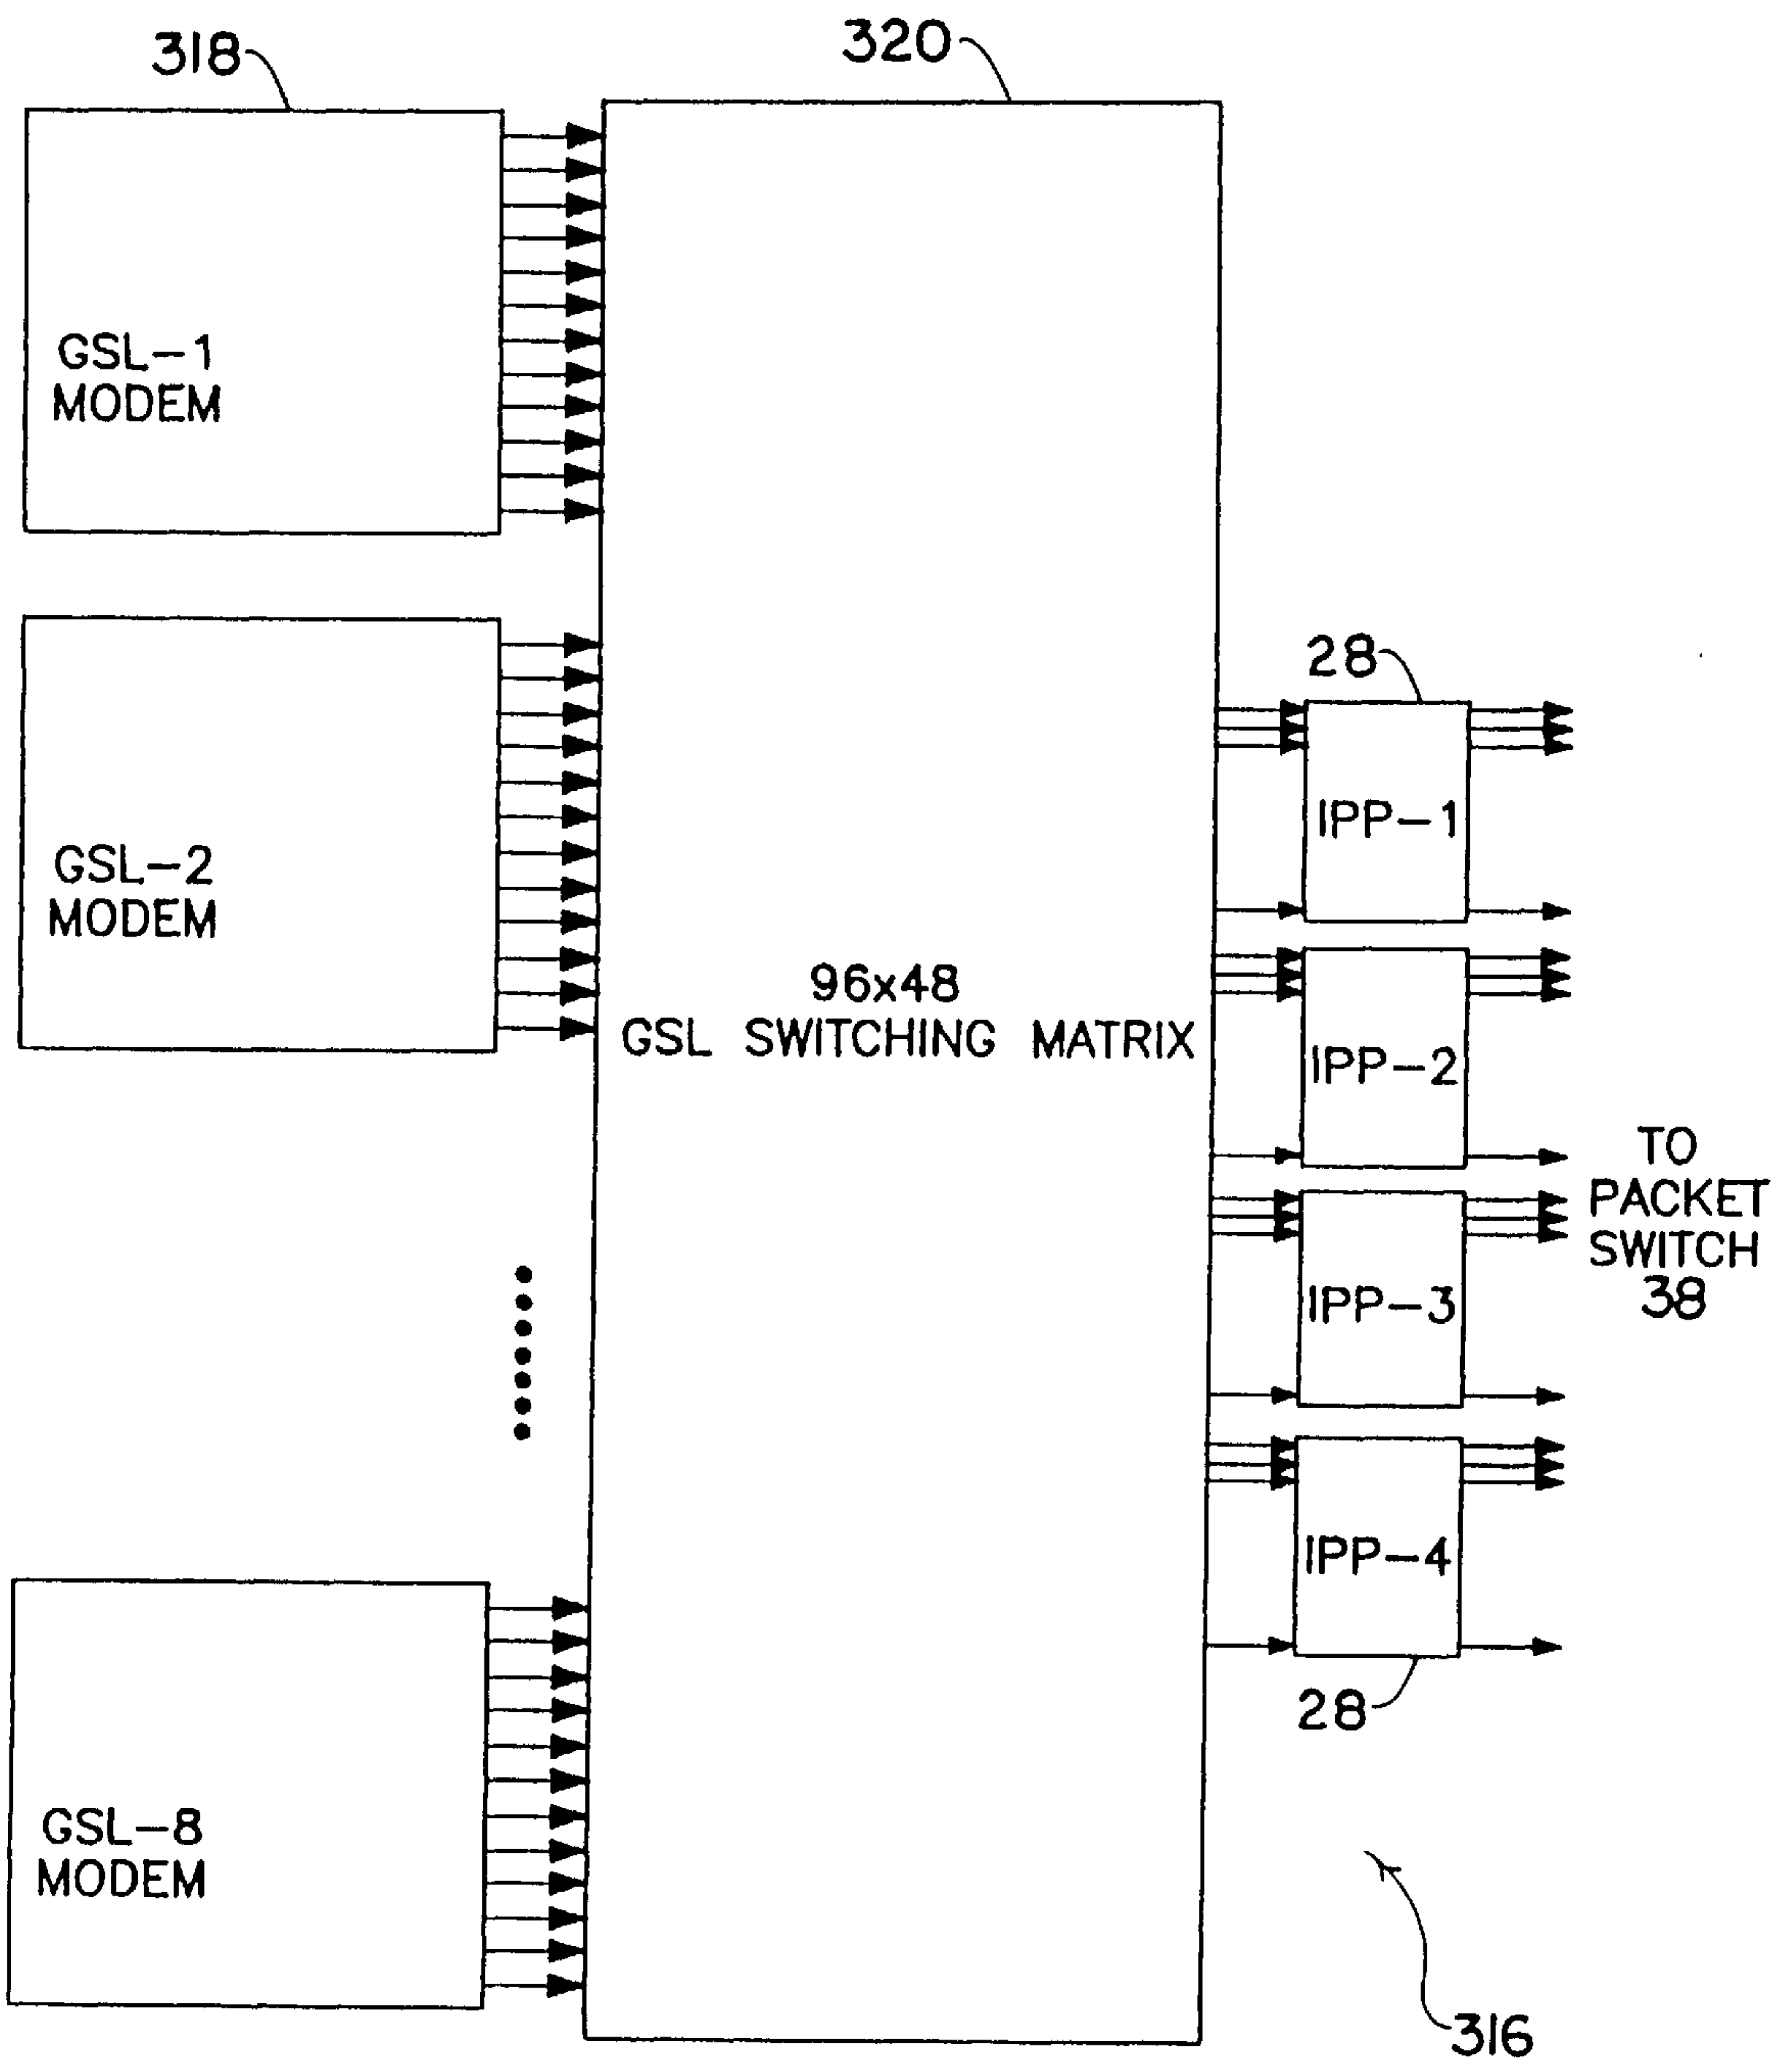 318
320
GSL-1
MODEM
28
IPP-1
GSL-2
MODEM
96x48
GSL SWITCHING MATRIX
IPP-2
TO
PACKET
SWITCH
38
IPP-3
IPP-4
28
GSL-8
MODEM
316